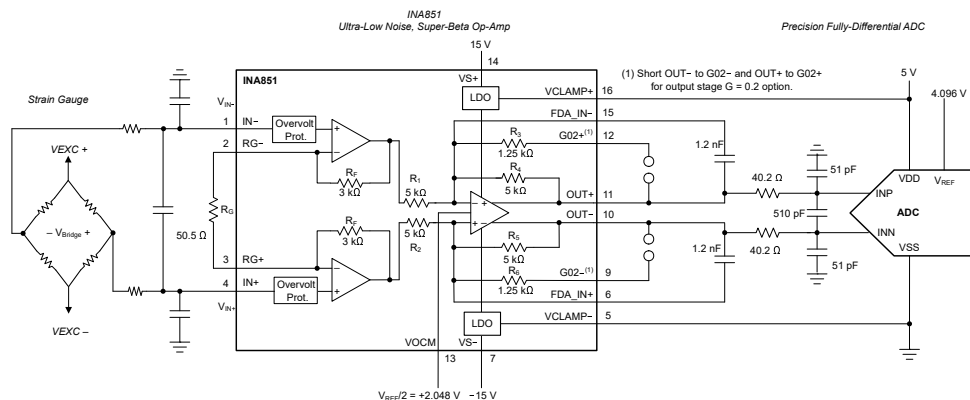 INA851
Ultra-Low Noise, Super-Beta Op-Amp
Precision Fully-Differential ADC
15 V
14
INA851
VS+
(1) Short OUT− to G02− and OUT+ to G02+
for output stage G = 0.2 option.
5 V
4.096 V
Strain Gauge
LDO
VCLAMP+
16
VIN-
FDA_IN−
15
1
IN−
Overvolt
Prot.
−
+
R3
1.25 kΩ
G02+(1)
12
2
RG−
1.2 nF
51 pF
VEXC +
RF
3 kΩ
R1
5 kΩ
R4
5 kΩ
OUT+
11
40.2 Ω
VDD
VREF
INP
RG
50.5 Ω
− VBridge +
510 pF
ADC
OUT−
10
INN
RF
3 kΩ
5 kΩ
R2
R5
5 kΩ
1.2 nF
40.2 Ω
VSS
3
RG+
R6
1.25 kΩ
G02−(1)
9
51 pF
4
IN+
Overvolt
Prot.
FDA_IN+
6
VIN+
VEXC −
LDO
VCLAMP−
5
VOCM
VS−
13
7
VREF/2 = +2.048 V
−15 V